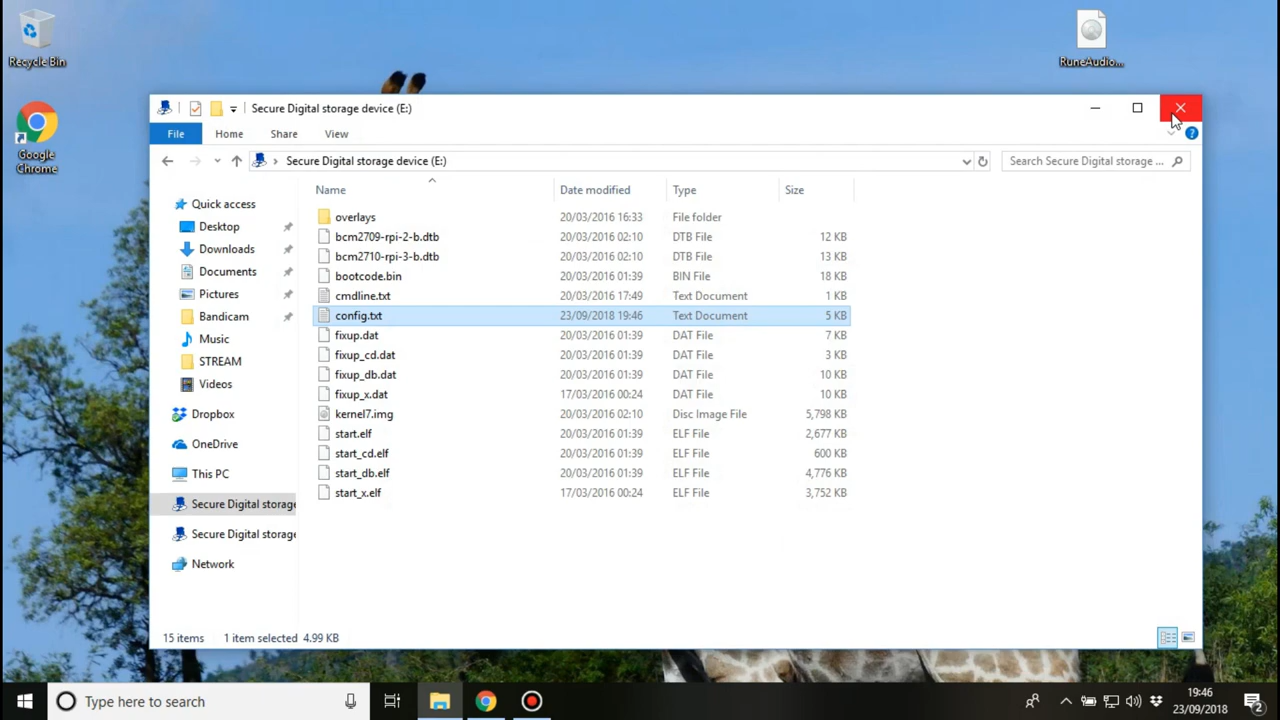 Recycle Bin
Google
Chrome
RuneAudio...
Secure Digital storage device (E:)
File Home Share View
Secure Digital storage device (E:)
Search Secure Digital storage ...
Name Date modified Type Size
Quick access
Desktop
Downloads
Documents
Pictures
Bandicam
Music
STREAM
Videos
Dropbox
OneDrive
This PC
Secure Digital storage
Secure Digital storage
Network
overlays 20/03/2016 16:33 File folder
bcm2709-rpi-2-b.dtb 20/03/2016 02:10 DTB File 12 KB
bcm2710-rpi-3-b.dtb 20/03/2016 02:10 DTB File 13 KB
bootcode.bin 20/03/2016 01:39 BIN File 18 KB
cmdline.txt 20/03/2016 17:49 Text Document 1 KB
config.txt 23/09/2018 19:46 Text Document 5 KB
fixup.dat 20/03/2016 01:39 DAT File 7 KB
fixup_cd.dat 20/03/2016 01:39 DAT File 3 KB
fixup_db.dat 20/03/2016 01:39 DAT File 10 KB
fixup_x.dat 17/03/2016 00:24 DAT File 10 KB
kernel7.img 20/03/2016 02:10 Disc Image File 5,798 KB
start.elf 20/03/2016 01:39 ELF File 2,677 KB
start_cd.elf 20/03/2016 01:39 ELF File 600 KB
start_db.elf 20/03/2016 01:39 ELF File 4,776 KB
start_x.elf 17/03/2016 00:24 ELF File 3,752 KB
15 items 1 item selected 4.99 KB
Type here to search
19:46
23/09/2018
2